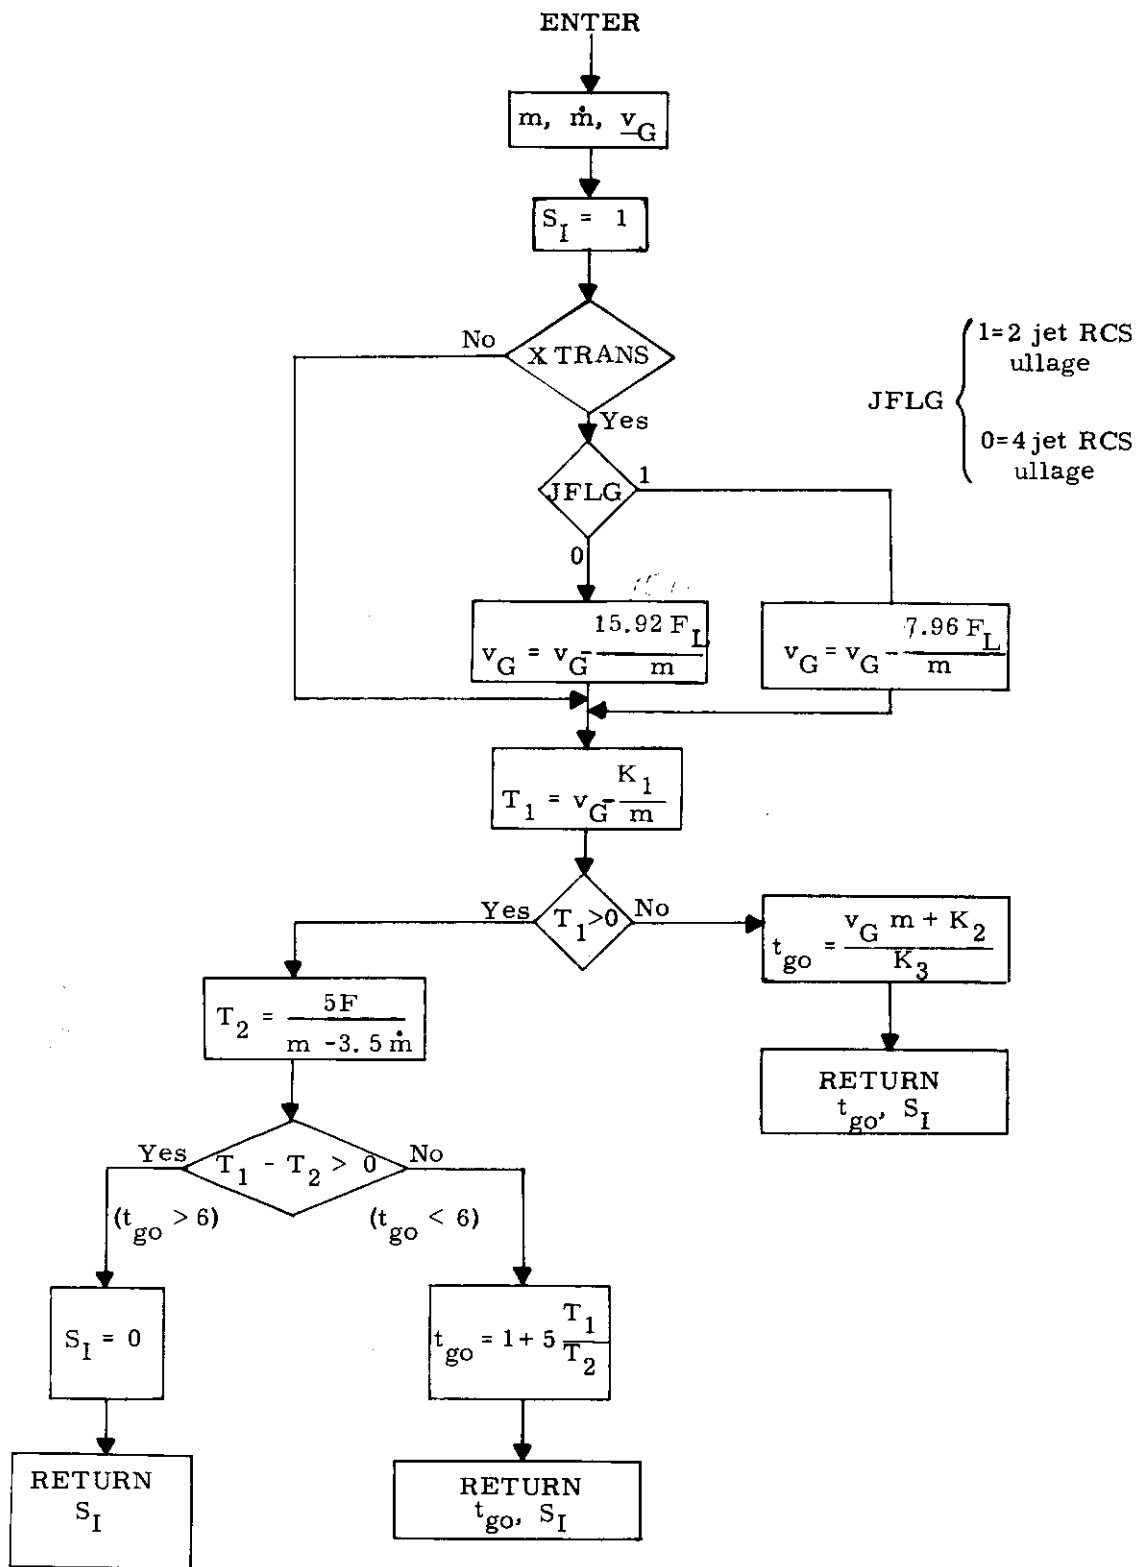 ENTER
m, ṁ, v_G
S_I = 1
X TRANS
No
Yes
JFLG
1
0
JFLG
1=2 jet RCS
ullage
0=4 jet RCS
ullage
v_G = v_G - 15.92 F_L / m
v_G = v_G - 7.96 F_L / m
T_1 = v_G - K_1 / m
T_1 >0
Yes
No
t_go = v_G m + K_2 / K_3
RETURN
t_go, S_I
T_2 = 5F / m -3.5 ṁ
T_1 - T_2 > 0
Yes
No
(t_go > 6)
(t_go < 6)
S_I = 0
t_go = 1 + 5 T_1 / T_2
RETURN
S_I
RETURN
t_go, S_I